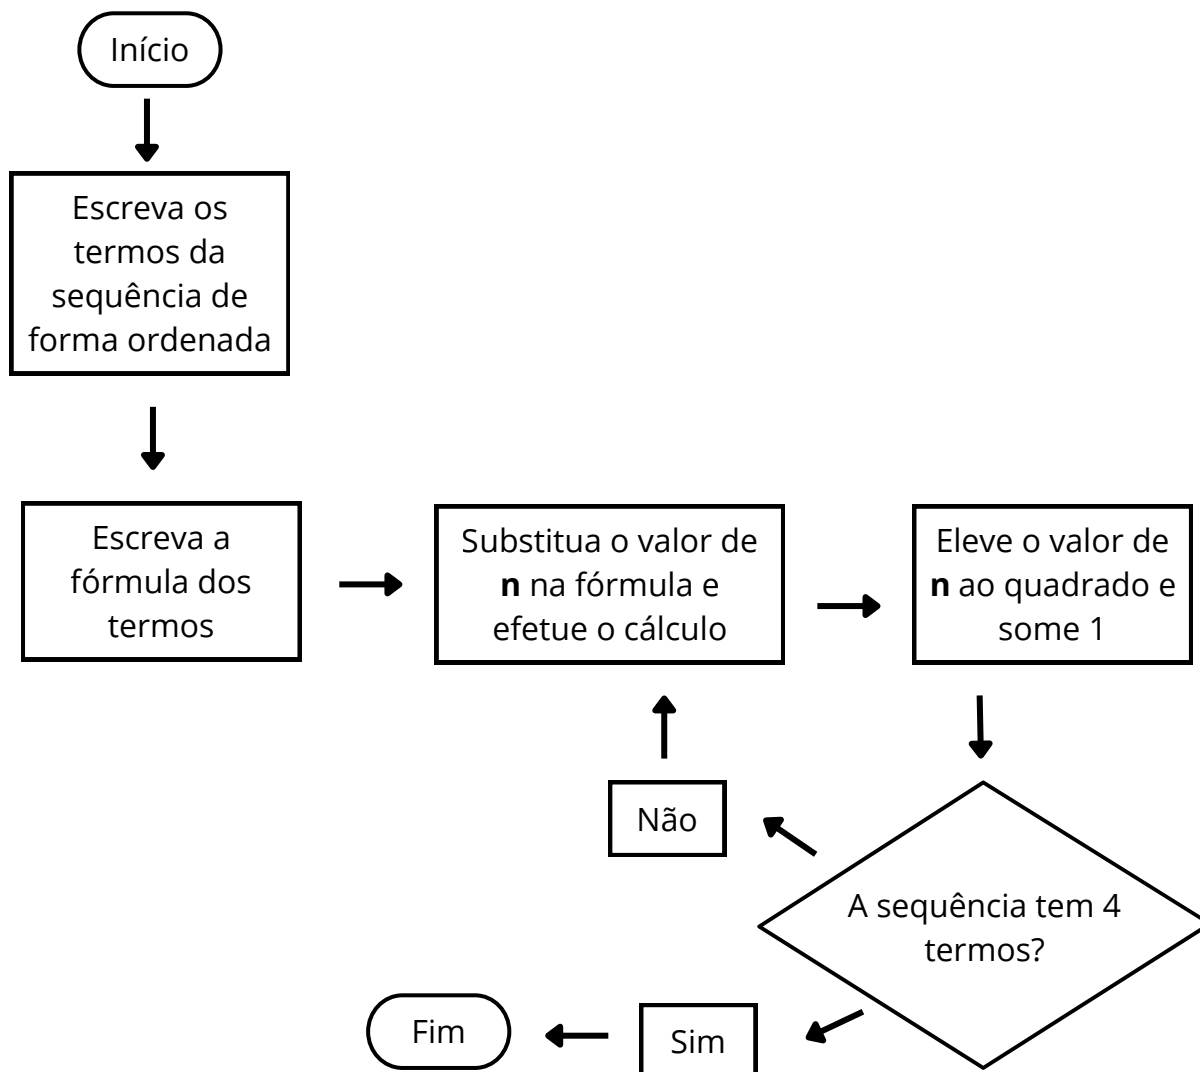 Início
Escreva os
termos da
sequência de
forma ordenada
Escreva a
fórmula dos
termos
Substitua o valor de
n na fórmula e
efetue o cálculo
Eleve o valor de
n ao quadrado e
some 1
A sequência tem 4
termos?
Não
Sim
Fim